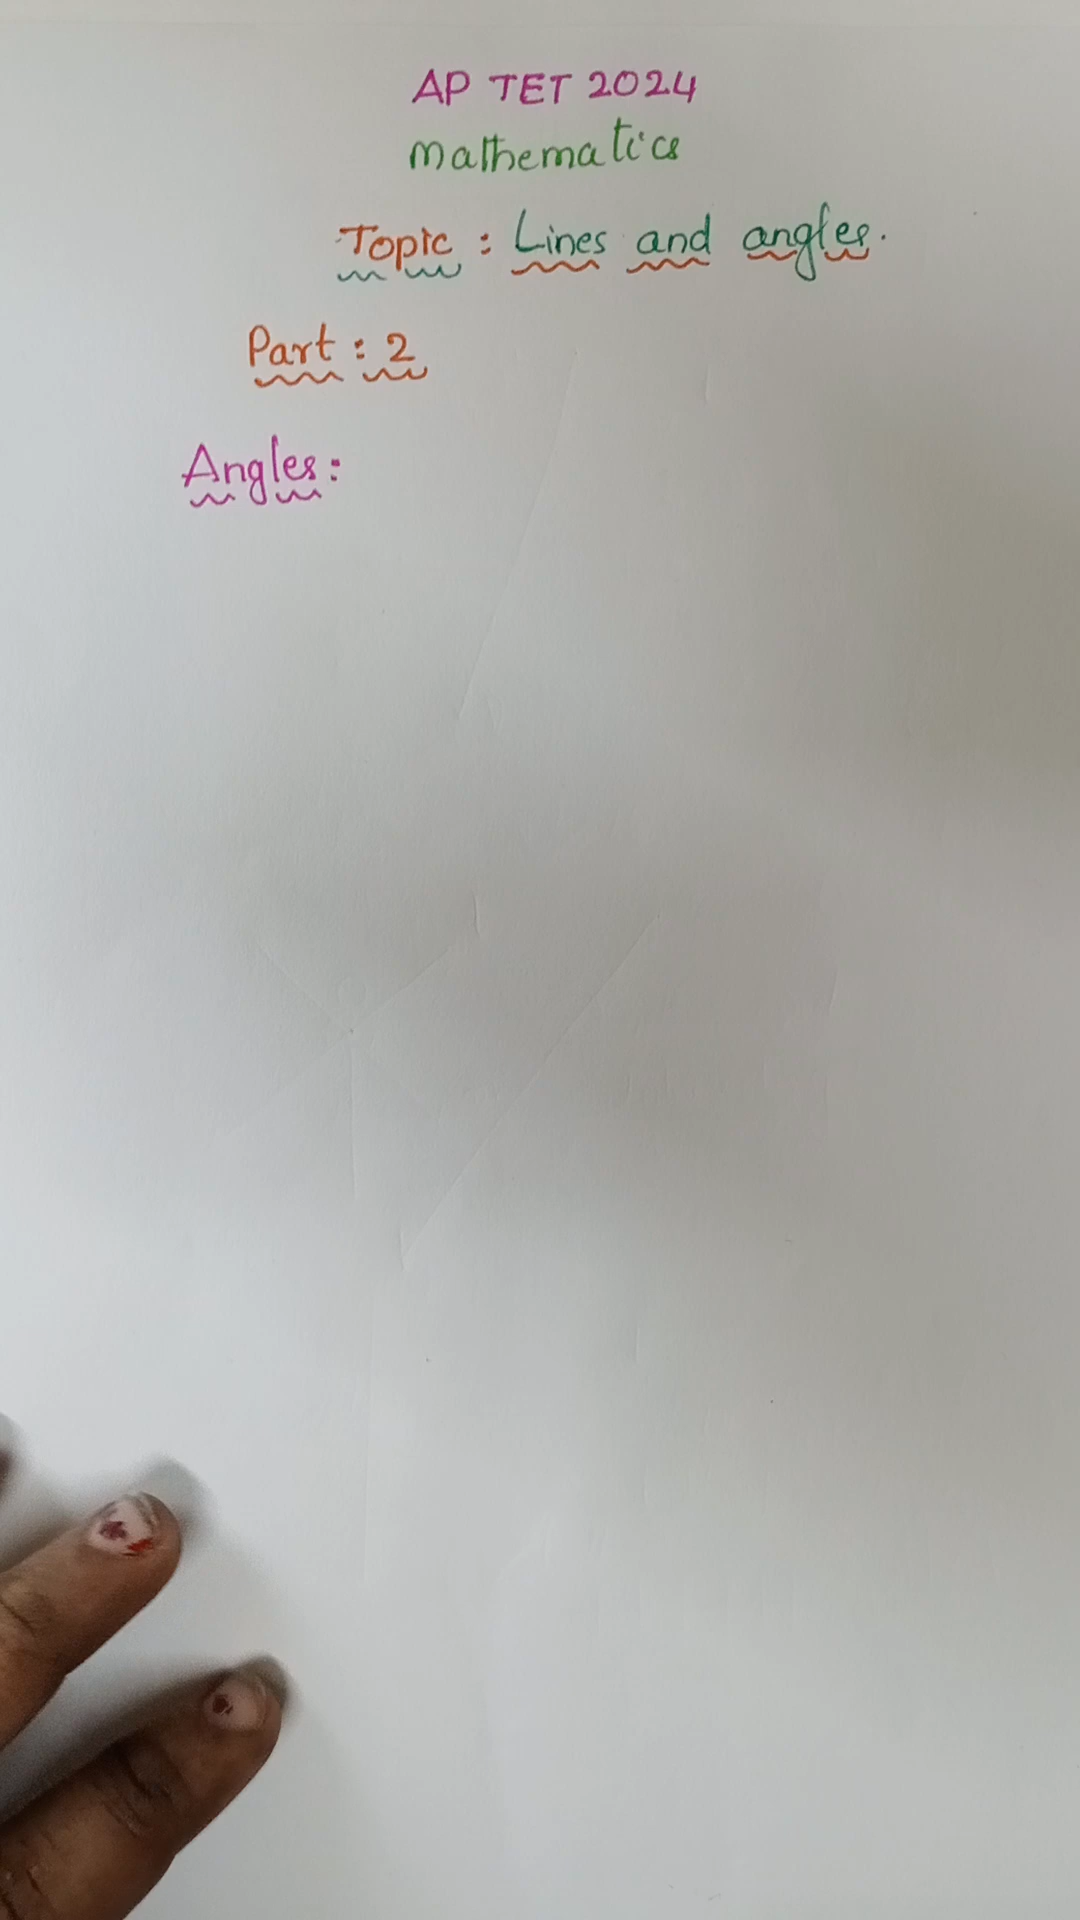 AP TET 2024
Mathematics
Topic : Lines and angles.
Part : 2
Angles :